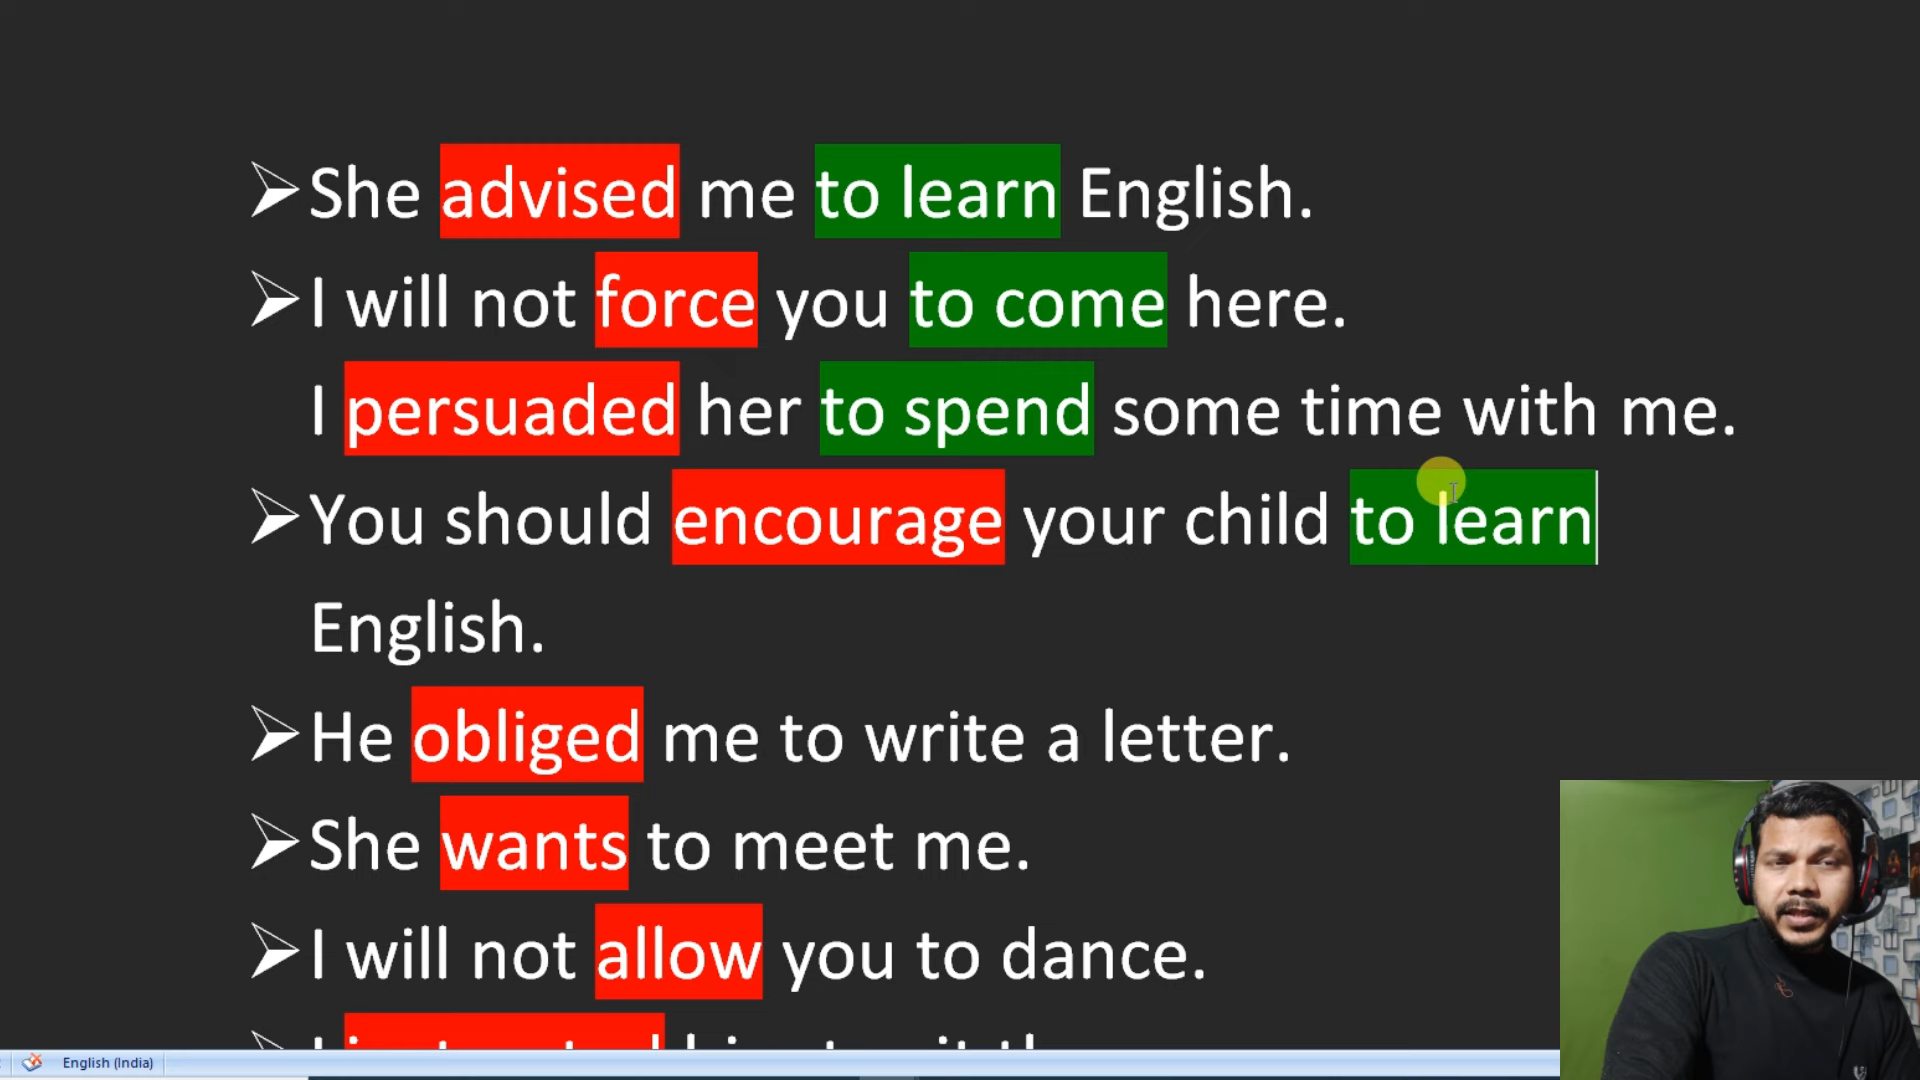 She advised me to learn English.
I will not force you to come here.
I persuaded her to spend some time with me.
You should encourage your child to learn
English.
He obliged me to write a letter.
She wants to meet me.
I will not allow you to dance.
English (India)